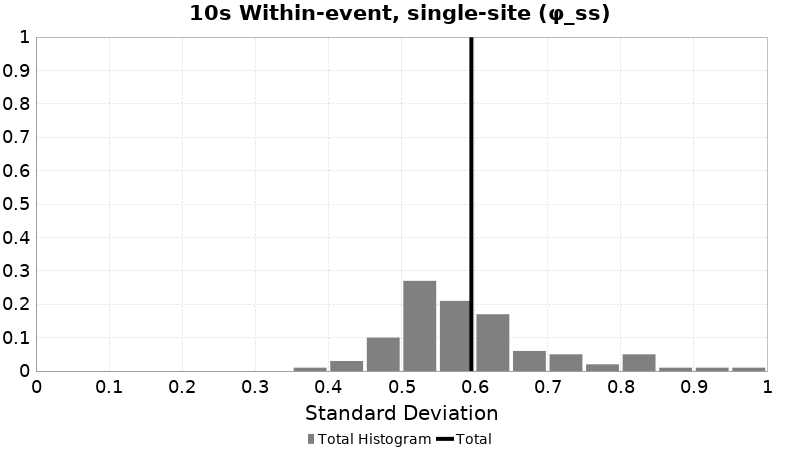 10s Within-event, single-site (φ_ss)
1
0.9
0.8
0.7
0.6
0.5
0.4
0.3
0.2
0.1
0
0 0.1 0.2 0.3 0.4 0.5 0.6 0.7 0.8 0.9 1
Standard Deviation
Total Histogram Total